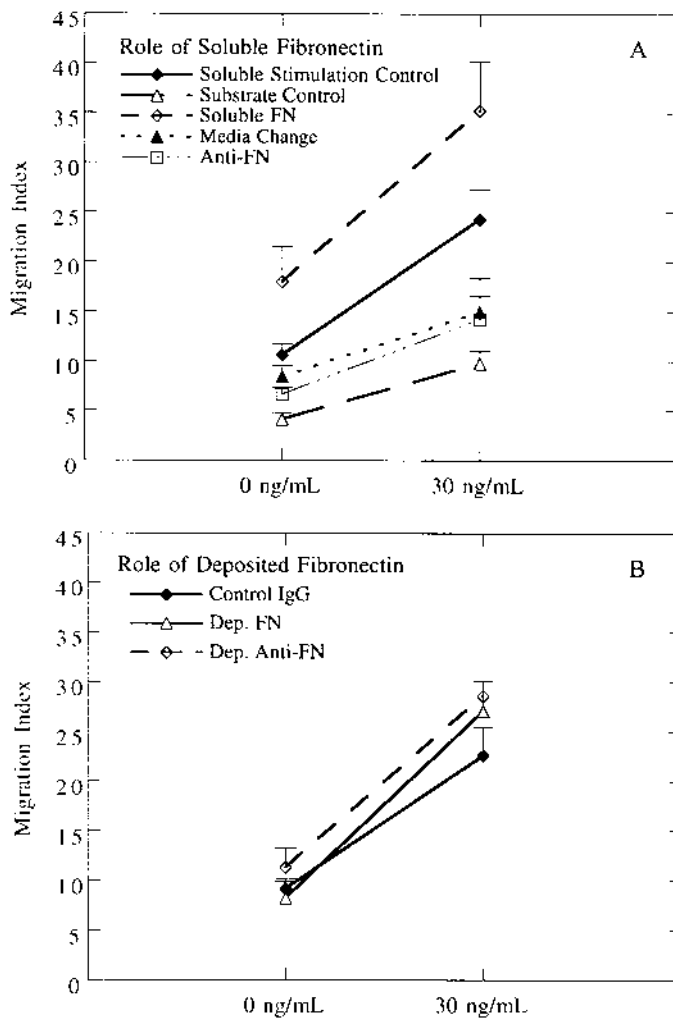 45
40
35
30
25
20
15
10
5
0
Migration Index
Role of Soluble Fibronectin
A
Soluble Stimulation Control
Substrate Control
Soluble FN
Media Change
Anti-FN
0 ng/mL
30 ng/mL
45
40
35
30
25
20
15
10
5
0
Migration Index
Role of Deposited Fibronectin
B
Control IgG
Dep. FN
Dep. Anti-FN
0 ng/mL
30 ng/mL